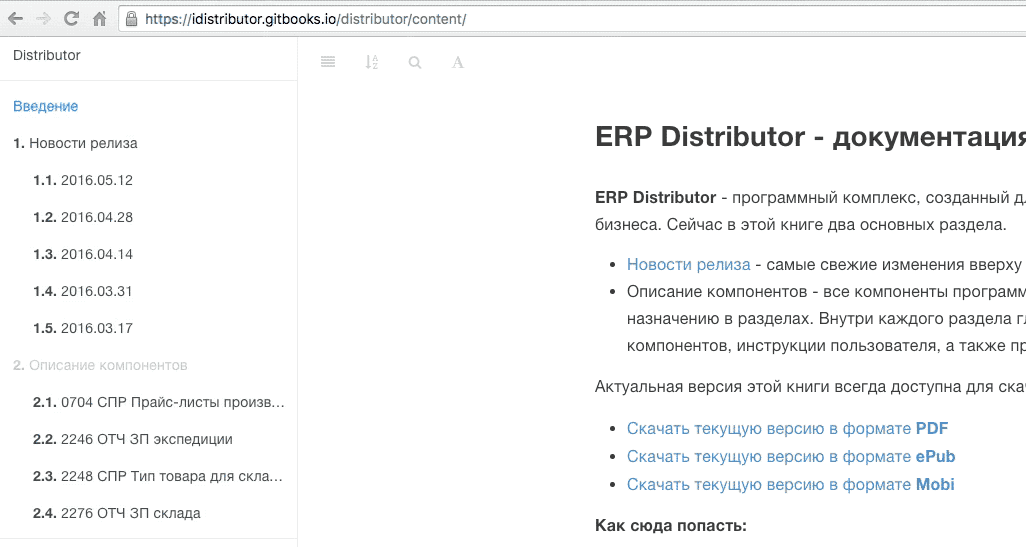 https://idistributor.gitbooks.io/distributor/content/
Distributor
Введение
1. Новости релиза
1.1. 2016.05.12
1.2. 2016.04.28
1.3. 2016.04.14
1.4. 2016.03.31
1.5. 2016.03.17
2. Описание компонентов
2.1. 0704 СПР Прайс-листы произв...
2.2. 2246 ОТЧ ЗП экспедиции
2.3. 2248 СПР Тип товара для скла...
2.4. 2276 ОТЧ ЗП склада
A
ERP Distributor - документация
ERP Distributor - программный комплекс, созданный
бизнеса. Сейчас в этой книге два основных раздела.
• Новости релиза - самые свежие изменения вверху
• Описание компонентов - все компоненты програм
назначению в разделах. Внутри каждого раздела
компонентов, инструкции пользователя, а также
Актуальная версия этой книги всегда доступна для
• Скачать текущую версию в формате PDF
• Скачать текущую версию в формате ePub
• Скачать текущую версию в формате Mobi
Как сюда попасть: